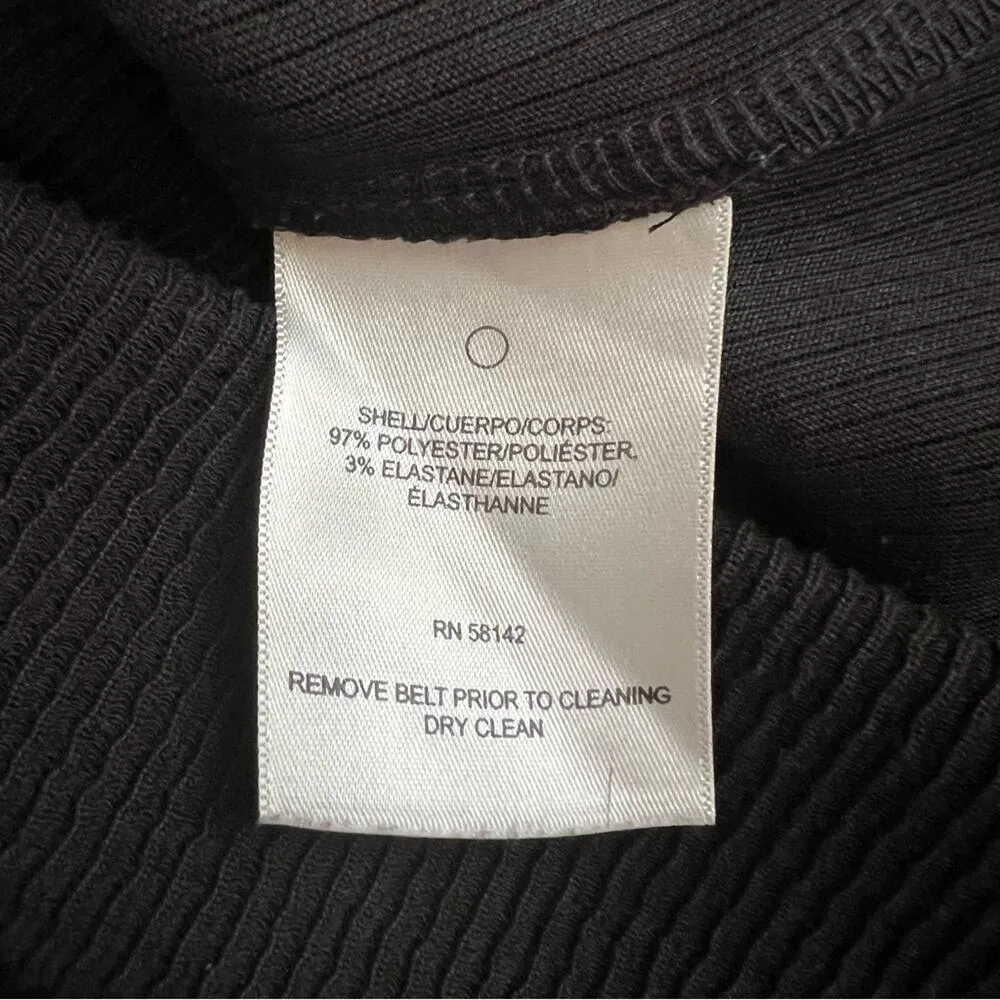 SHELL/CUERPO/CORPS:
97% POLYESTER/POLIÉSTER.
3% ELASTANE/ELASTANO/
ÉLASTHANNE
RN 58142
REMOVE BELT PRIOR TO CLEANING
DRY CLEAN